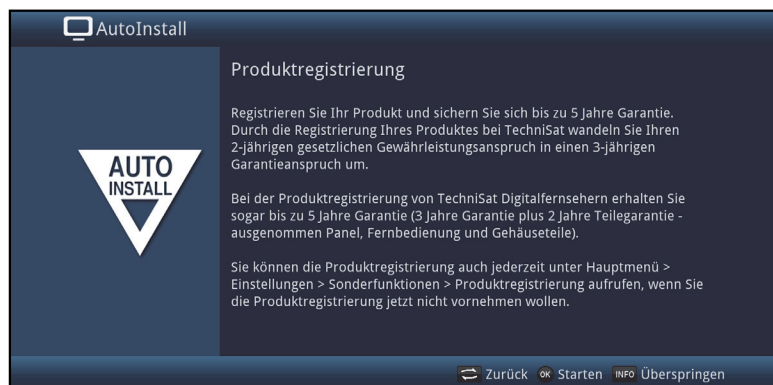 AutoInstall
Produktregistrierung
Registrieren Sie Ihr Produkt und sichern Sie sich bis zu 5 Jahre Garantie.
Durch die Registrierung Ihres Produktes bei TechniSat wandeln Sie Ihren
2-jährigen gesetzlichen Gewährleistungsanspruch in einen 3-jährigen
Garantieanspruch um.
Bei der Produktregistrierung von TechniSat Digitalfernsehern erhalten Sie
sogar bis zu 5 Jahre Garantie (3 Jahre Garantie plus 2 Jahre Teilegarantie -
ausgenommen Panel, Fernbedienung und Gehäuseteile).
Sie können die Produktregistrierung auch jederzeit unter Hauptmenü >
Einstellungen > Sonderfunktionen > Produktregistrierung aufrufen, wenn Sie
die Produktregistrierung jetzt nicht vornehmen wollen.
AUTO
INSTALL
Zurück OK Starten INFO Überspringen